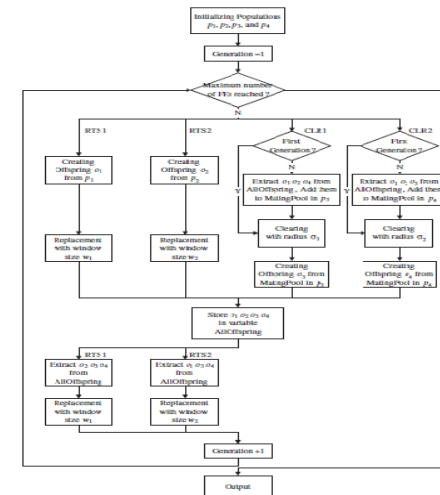 Initializing Populations
p₁, p₂, p₃, and p₄
Generation=1
Maximum number
of FEs reached?
N
RTS1
RTS2
CLR1
CLR2
First
Generation?
First
Generation?
N
N
Y
Y
Creating
Offspring o₁
from p₁
Creating
Offspring o₂
from p₂
Extract o₁ o₂ o₄ from
AllOffspring, Add them
to MatingPool in p₃
Extract o₁ o₂ o₃ from
AllOffspring, Add them
to MatingPool in p₄
Clearing
with radius σ₁
Clearing
with radius σ₂
Replacement
with window
size w₁
Replacement
with window
size w₂
Creating
Offspring o₃ from
MatingPool in p₃
Creating
Offspring o₄ from
MatingPool in p₄
Store o₁ o₂ o₃ o₄
in variable
AllOffspring
RTS1
RTS2
Extract o₂ o₃ o₄
from
AllOffspring
Extract o₁ o₃ o₄
from
AllOffspring
Replacement
with window
size w₁
Replacement
with window
size w₂
Generation+1
Output